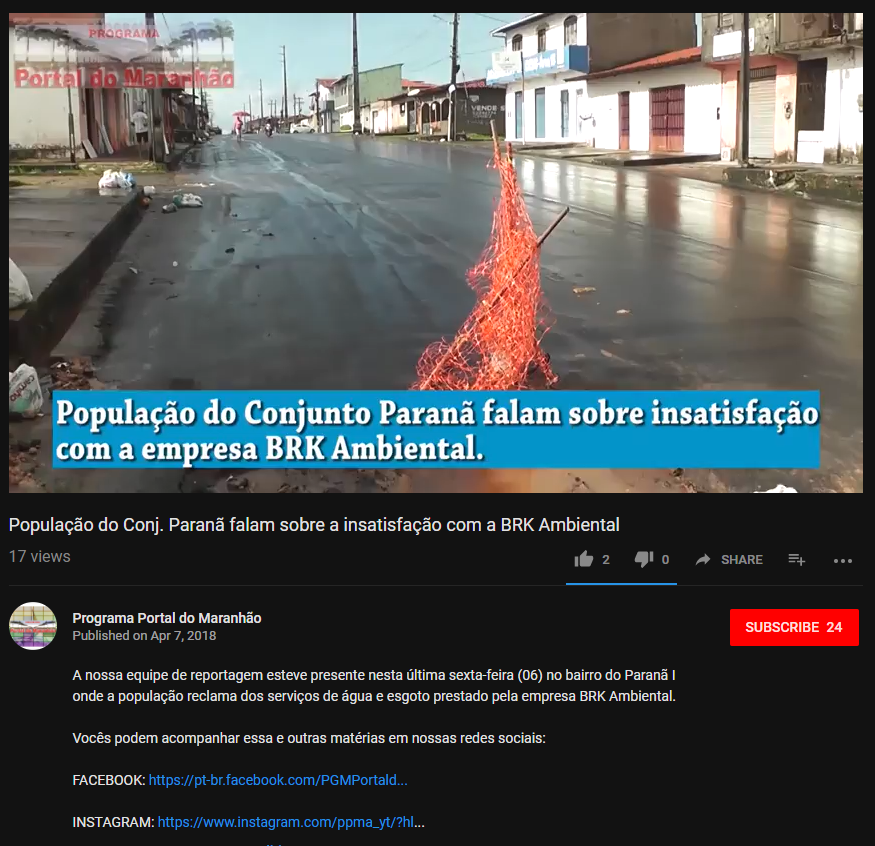 PROGRAMA
Portal do Maranhão
VENDE S
População do Conjunto Paranã falam sobre insatisfação
com a empresa BRK Ambiental.
População do Conj. Paranã falam sobre a insatisfação com a BRK Ambiental
17 views
2
0
SHARE
Programa Portal do Maranhão
Published on Apr 7, 2018
SUBSCRIBE 24
A nossa equipe de reportagem esteve presente nesta última sexta-feira (06) no bairro do Paranã I
onde a população reclama dos serviços de água e esgoto prestado pela empresa BRK Ambiental.
Vocês podem acompanhar essa e outras matérias em nossas redes sociais:
FACEBOOK: https://pt-br.facebook.com/PGMPortald...
INSTAGRAM: https://www.instagram.com/ppma_yt/?hl...